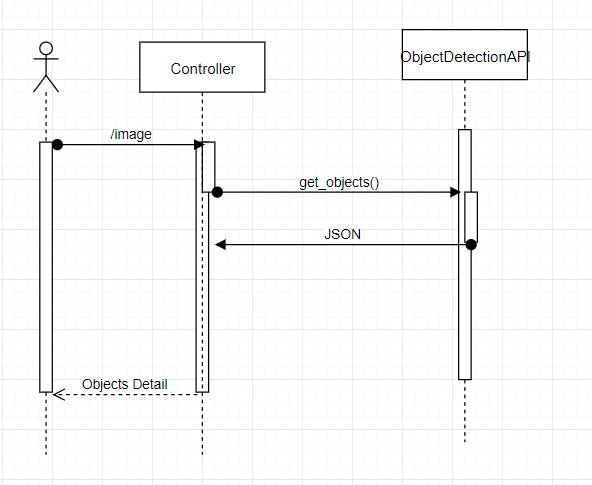 ObjectDetectionAPI
Controller
/image
get_objects()
JSON
Objects Detail